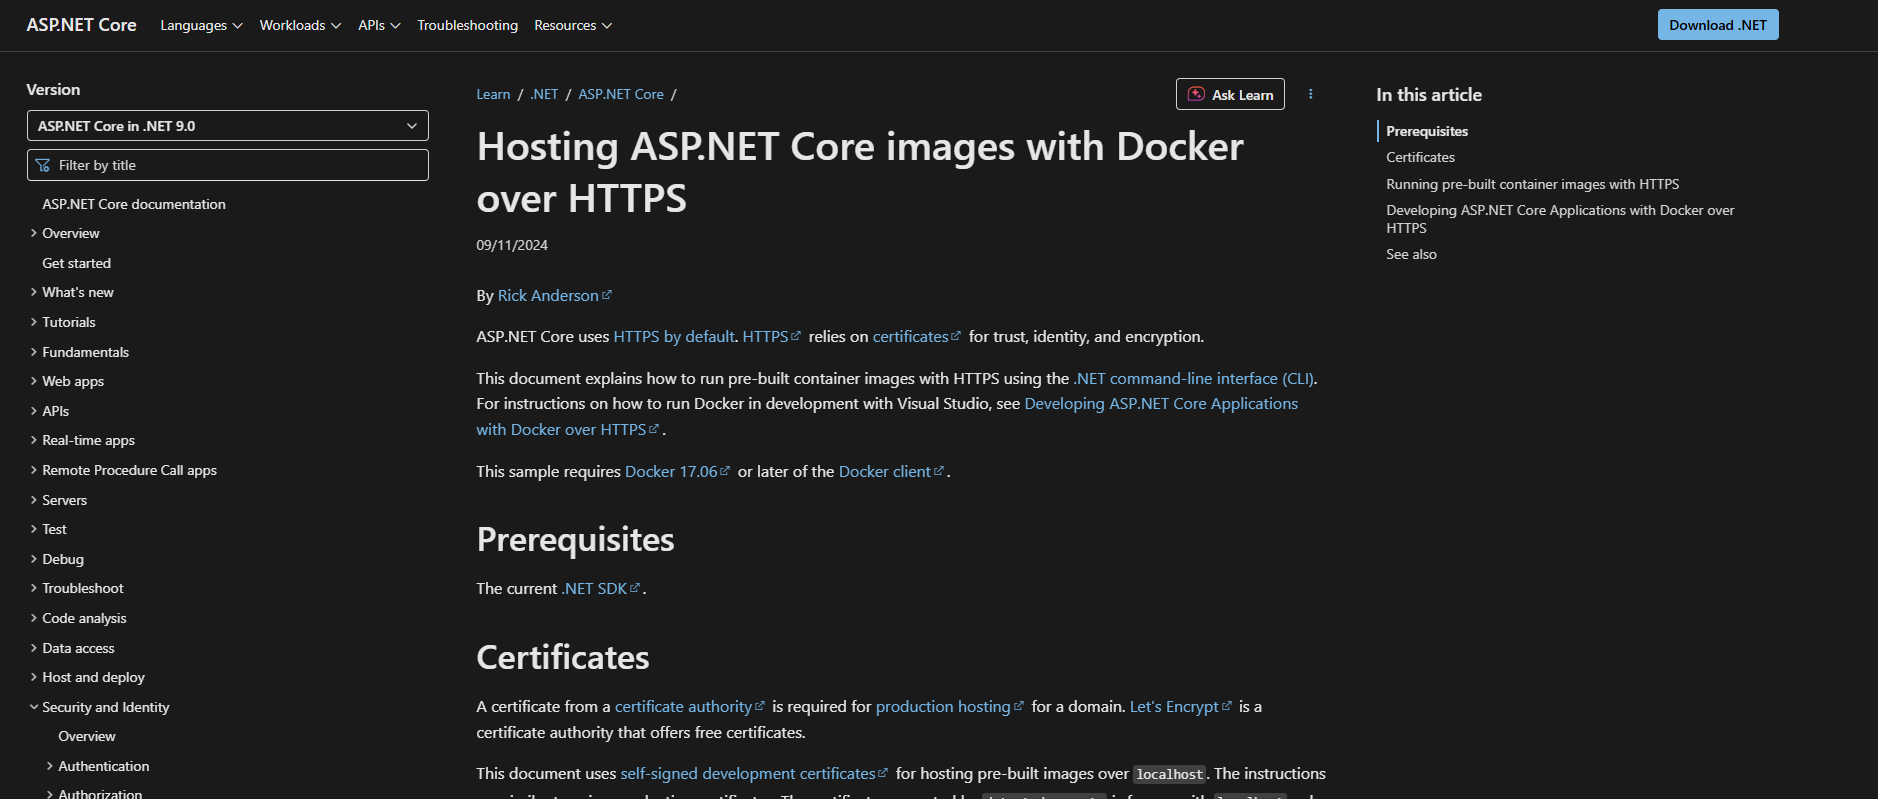 ASP.NET Core
Languages
Workloads
APIs
Troubleshooting
Resources
Download .NET
Version
ASP.NET Core in .NET 9.0
Filter by title
ASP.NET Core documentation
Overview
Get started
What's new
Tutorials
Fundamentals
Web apps
APIs
Real-time apps
Remote Procedure Call apps
Servers
Test
Debug
Troubleshoot
Code analysis
Data access
Host and deploy
Security and Identity
Overview
Authentication
Authorization
Learn / .NET / ASP.NET Core /
Ask Learn
Hosting ASP.NET Core images with Docker
over HTTPS
09/11/2024
By Rick Anderson
ASP.NET Core uses HTTPS by default. HTTPS relies on certificates for trust, identity, and encryption.
This document explains how to run pre-built container images with HTTPS using the .NET command-line interface (CLI).
For instructions on how to run Docker in development with Visual Studio, see Developing ASP.NET Core Applications
with Docker over HTTPS.
This sample requires Docker 17.06 or later of the Docker client.
Prerequisites
The current .NET SDK.
Certificates
A certificate from a certificate authority is required for production hosting for a domain. Let's Encrypt is a
certificate authority that offers free certificates.
This document uses self-signed development certificates for hosting pre-built images over localhost. The instructions
In this article
Prerequisites
Certificates
Running pre-built container images with HTTPS
Developing ASP.NET Core Applications with Docker over
HTTPS
See also